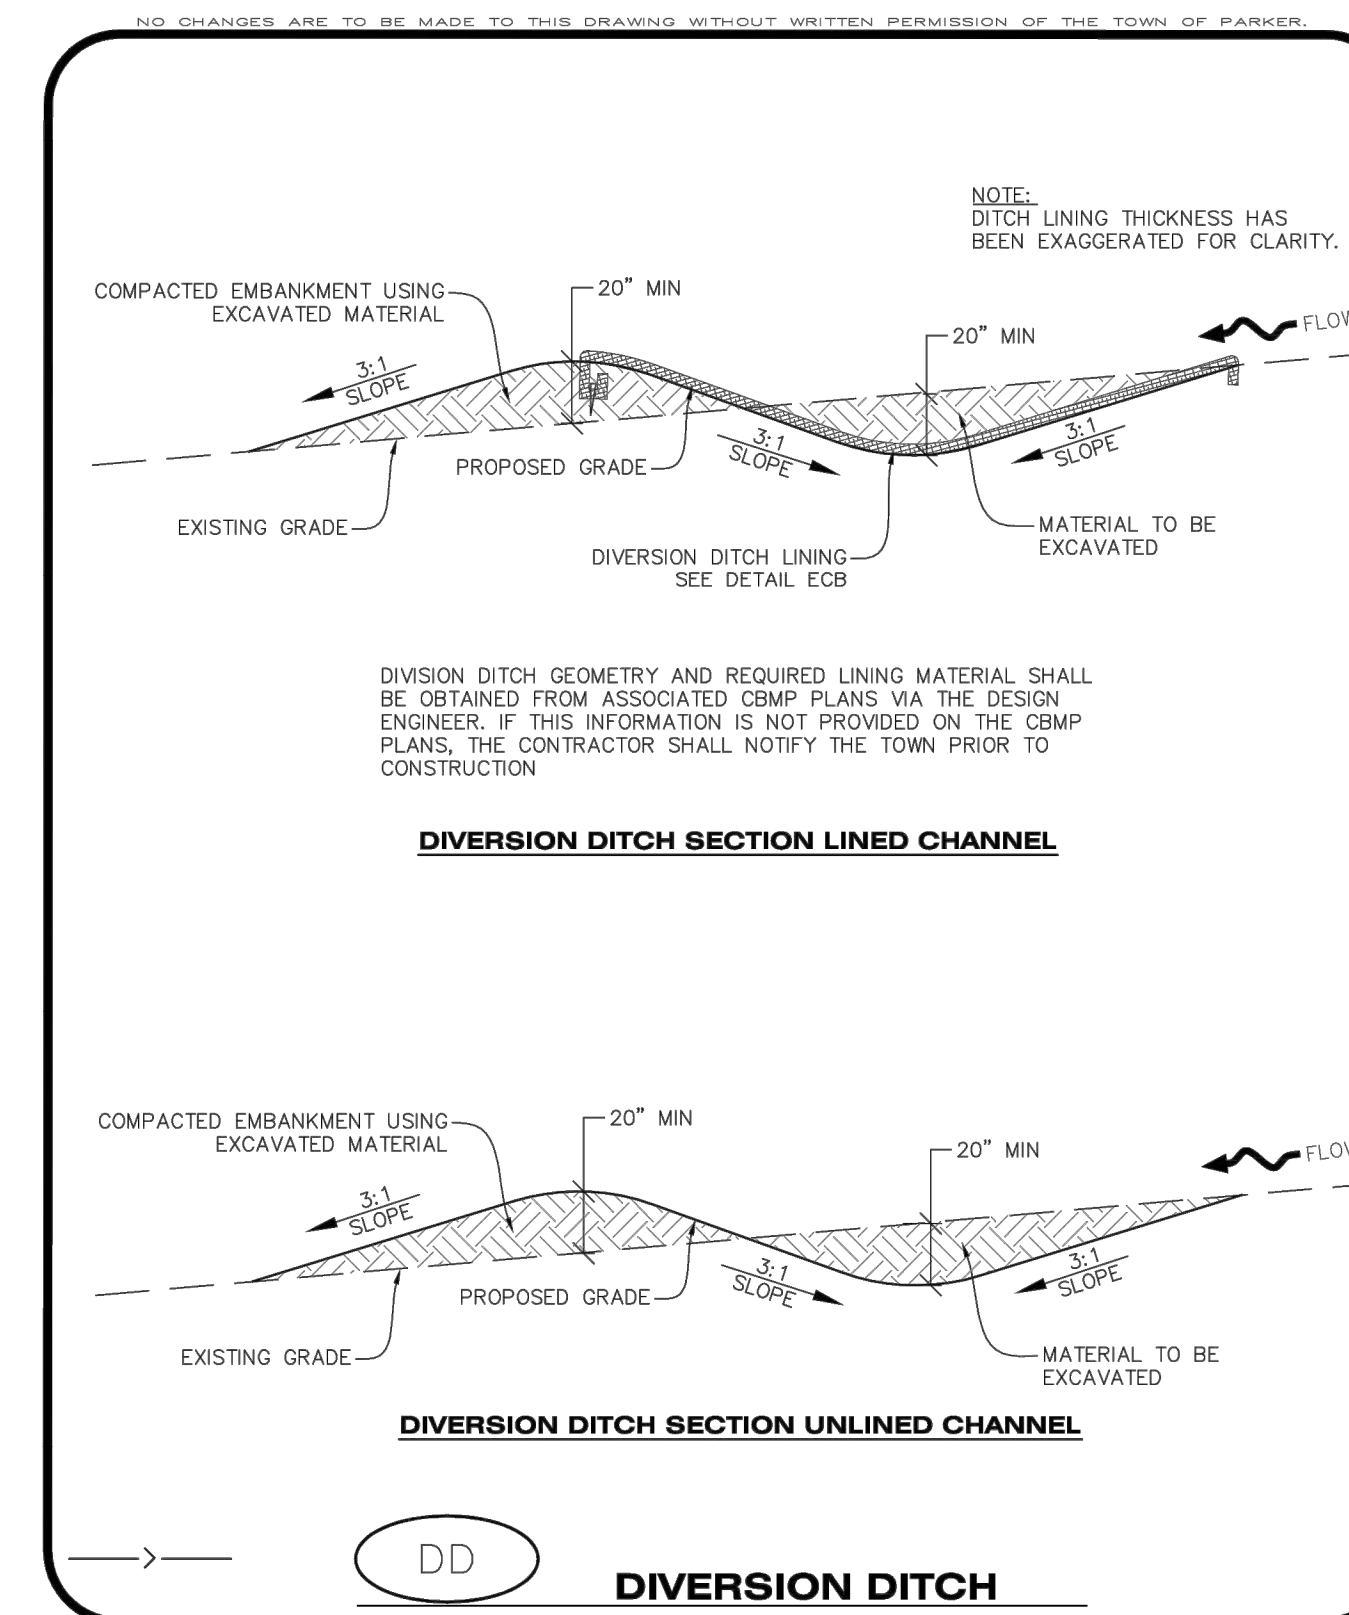 NO CHANGES ARE TO BE MADE TO THIS DRAWING WITHOUT WRITTEN PERMISSION OF THE TOWN OF PARKER.
NOTE:
DITCH LINING THICKNESS HAS
BEEN EXAGGERATED FOR CLARITY.
COMPACTED EMBANKMENT USING
EXCAVATED MATERIAL
20" MIN
20" MIN
3:1
SLOPE
PROPOSED GRADE
3:1
SLOPE
3:1
SLOPE
EXISTING GRADE
MATERIAL TO BE
EXCAVATED
DIVERSION DITCH LINING
SEE DETAIL ECB
DIVISION DITCH GEOMETRY AND REQUIRED LINING MATERIAL SHALL
BE OBTAINED FROM ASSOCIATED CBMP PLANS VIA THE DESIGN
ENGINEER. IF THIS INFORMATION IS NOT PROVIDED ON THE CBMP
PLANS, THE CONTRACTOR SHALL NOTIFY THE TOWN PRIOR TO
CONSTRUCTION
DIVERSION DITCH SECTION LINED CHANNEL
COMPACTED EMBANKMENT USING
EXCAVATED MATERIAL
20" MIN
20" MIN
3:1
SLOPE
PROPOSED GRADE
3:1
SLOPE
3:1
SLOPE
EXISTING GRADE
MATERIAL TO BE
EXCAVATED
DIVERSION DITCH SECTION UNLINED CHANNEL
DD
DIVERSION DITCH